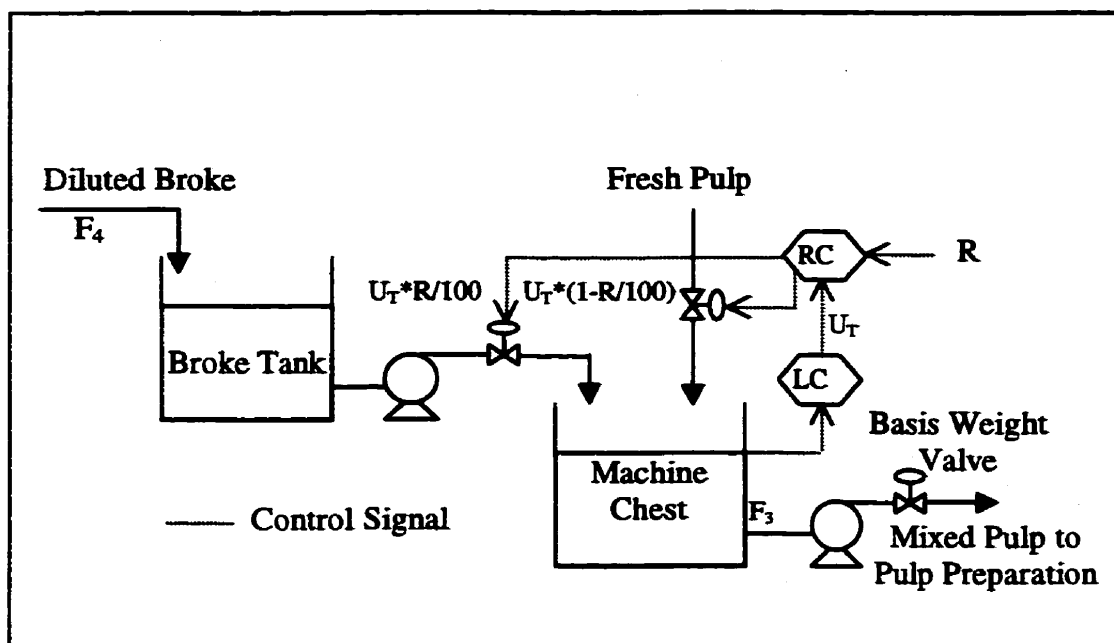 Diluted Broke
F₄
Fresh Pulp
RC
R
U_T*R/100
U_T*(1-R/100)
U_T
Broke Tank
LC
Basis Weight
Valve
Machine
Chest
F₃
Control Signal
Mixed Pulp to
Pulp Preparation